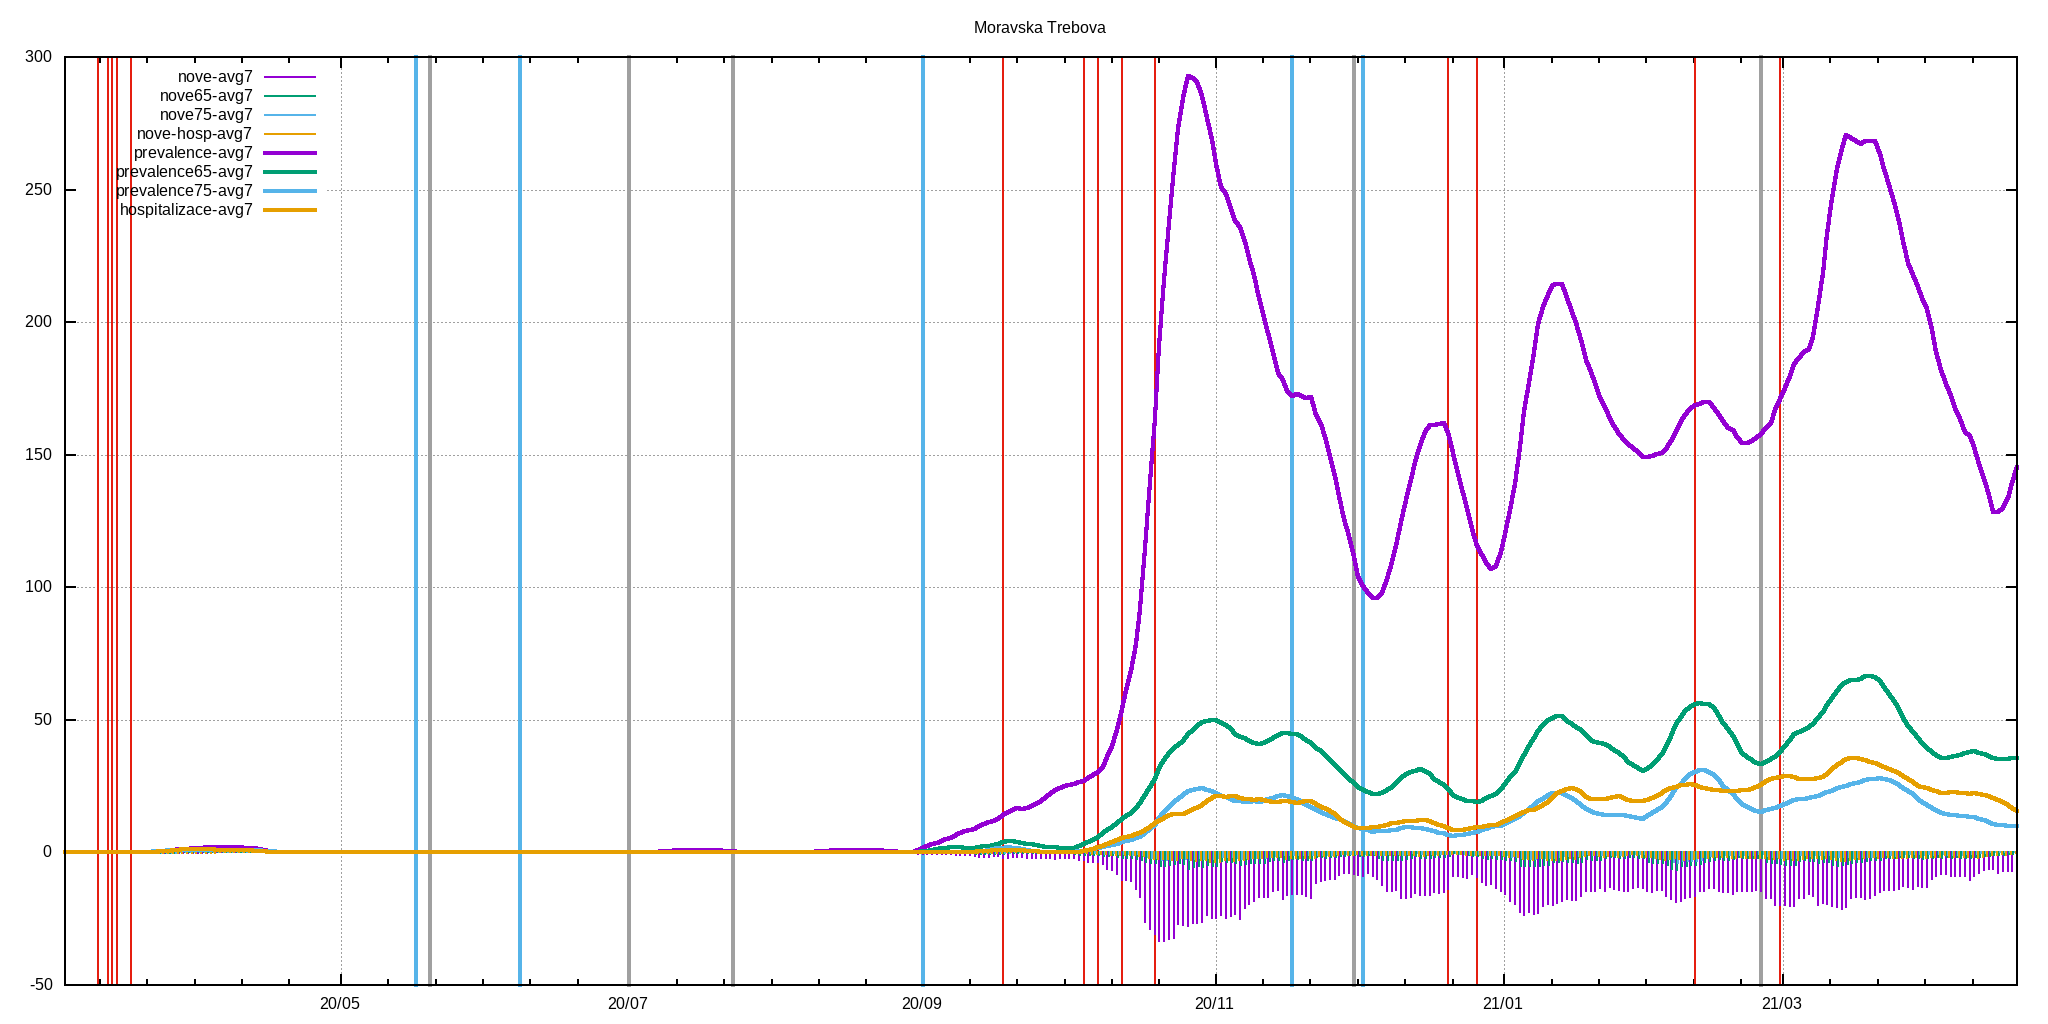 Moravska Trebova
300
250
200
150
100
50
0
-50
nove-avg7
nove65-avg7
nove75-avg7
nove-hosp-avg7
prevalence-avg7
prevalence65-avg7
prevalence75-avg7
hospitalizace-avg7
20/05
20/07
20/09
20/11
21/01
21/03